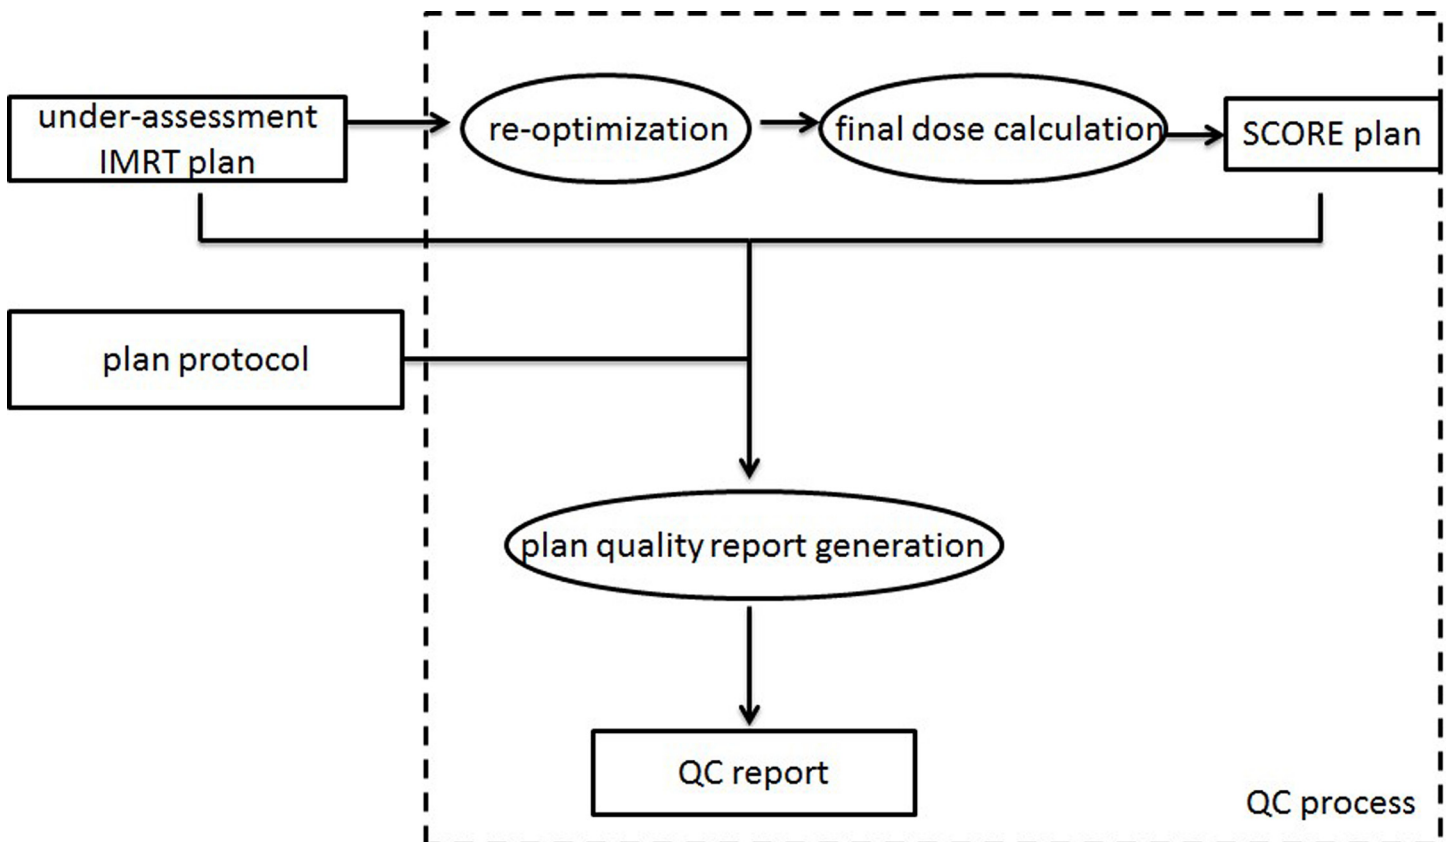 under-assessment
IMRT plan
re-optimization
final dose calculation
SCORE plan
plan protocol
plan quality report generation
QC report
QC process